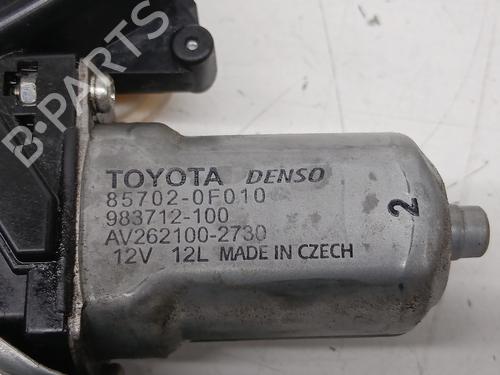 B-PARTS
TOYOTA DENSO
85702-0F010
983712-100
AV262100-2730
12V 12L MADE IN CZECH
2